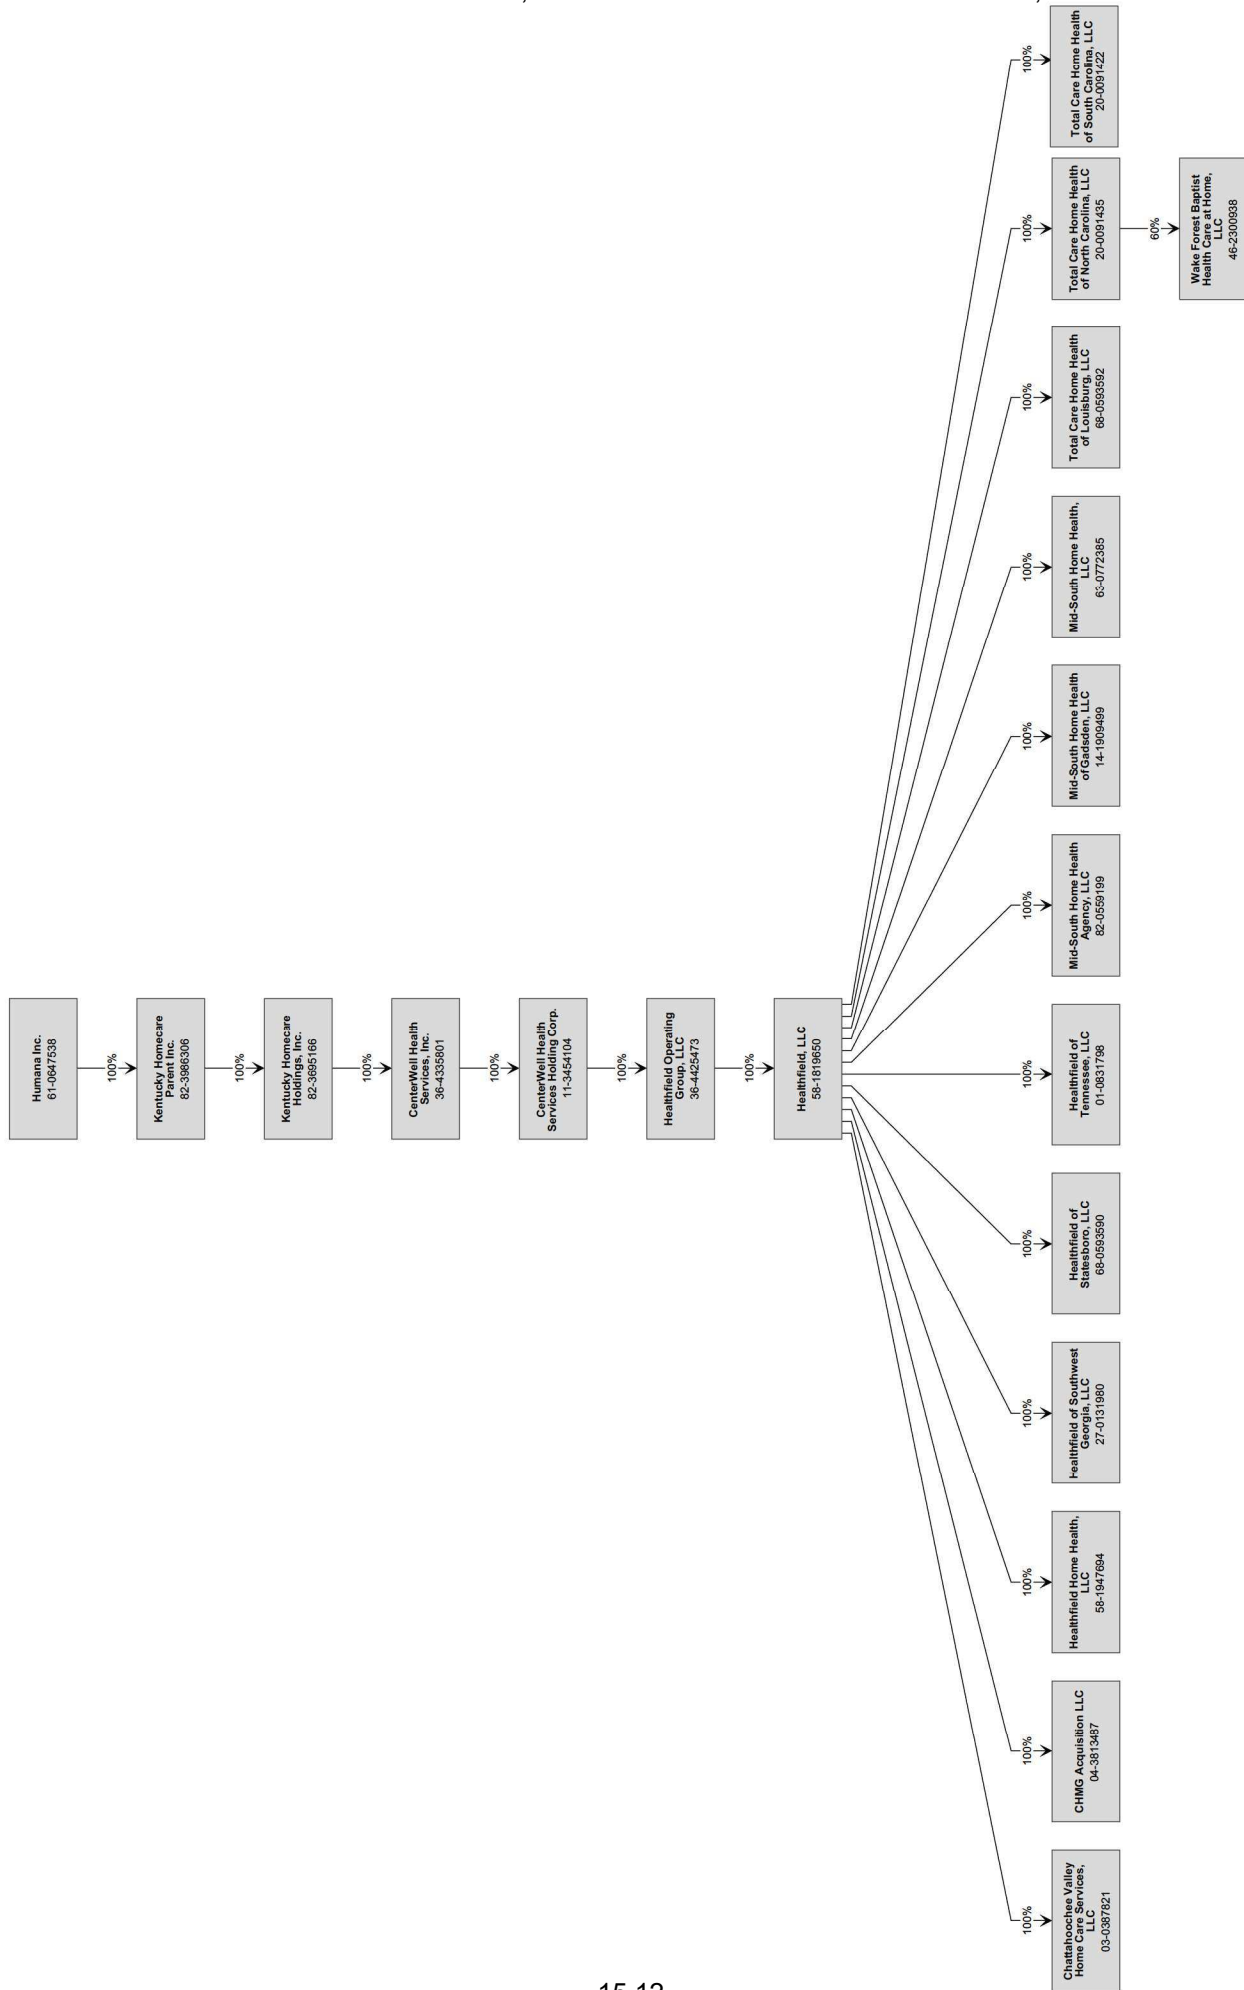 Humana Inc.
61-0647538
100%
Kentucky Homecare
Parent Inc.
82-3986306
100%
Kentucky Homecare
Holdings, Inc.
82-3695166
100%
CenterWell Health
Services, Inc.
36-4335801
100%
CenterWell Health
Services Holding Corp.
11-3454104
100%
Healthfield Operating
Group, LLC
36-4425473
100%
Healthfield, LLC
58-1819650
100%
Chattahoochee Valley
Home Care Services,
LLC
03-0387821
100%
CHMG Acquisition LLC
04-3813487
100%
Healthfield Home Health,
LLC
58-1947694
100%
Healthfield of Southwest
Georgia, LLC
27-0131980
100%
Healthfield of
Statesboro, LLC
68-0593590
100%
Healthfield of
Tennessee, LLC
01-0831798
100%
Mid-South Home Health
Agency, LLC
82-0559199
100%
Mid-South Home Health
of Gadsden, LLC
14-1909499
100%
Mid-South Home Health,
LLC
63-0772385
100%
Total Care Home Health
of Louisburg, LLC
68-0593592
100%
Total Care Home Health
of North Carolina, LLC
20-0091435
100%
Total Care Home Health
of South Carolina, LLC
20-0091422
60%
Wake Forest Baptist
Health Care at Home,
LLC
46-2300938